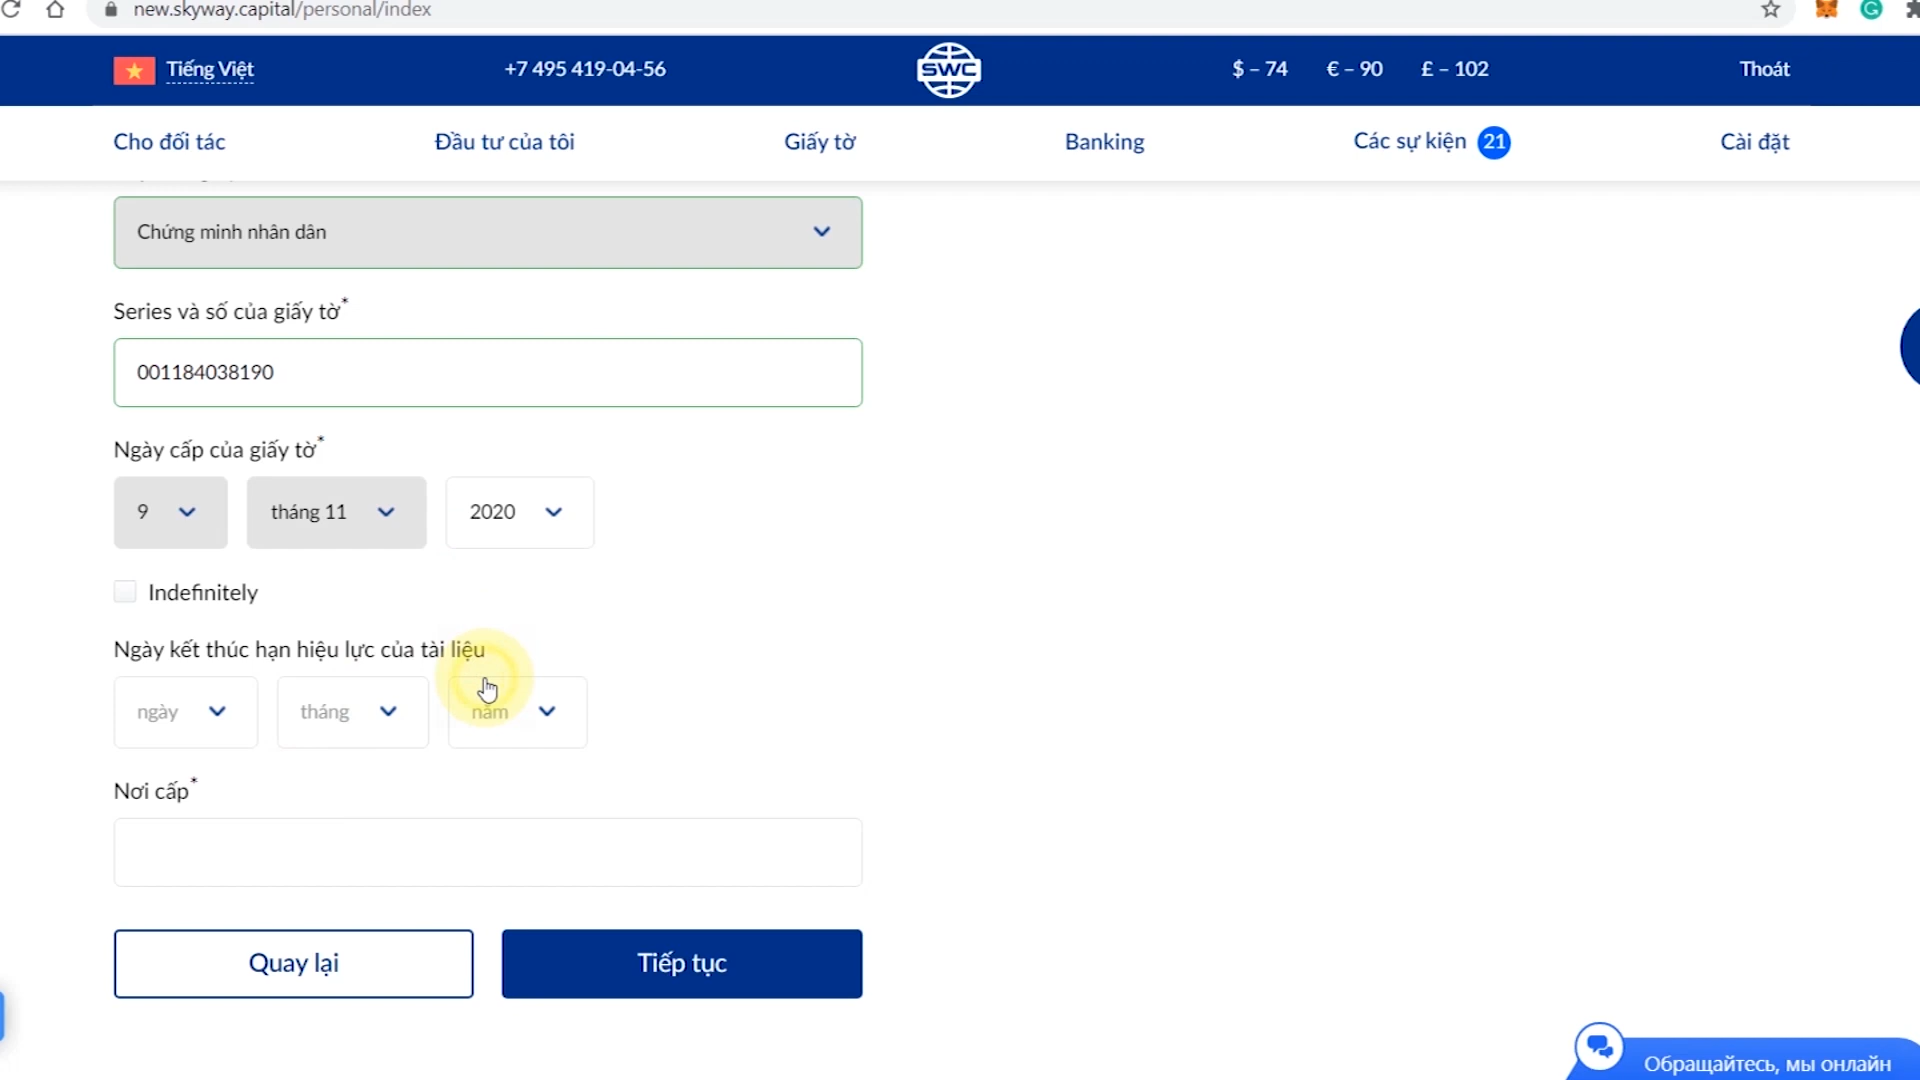 new.skyway.capital/personal/index
Tiếng Việt
+7 495 419-04-56
SWC
$ – 74
€ – 90
£ – 102
Thoát
Cho đối tác
Đầu tư của tôi
Giấy tờ
Banking
Các sự kiện 21
Cài đặt
Chứng minh nhân dân
Series và số của giấy tờ*
001184038190
Ngày cấp của giấy tờ*
9
tháng 11
2020
Indefinitely
Ngày kết thúc hạn hiệu lực của tài liệu
ngày
tháng
năm
Nơi cấp*
Quay lại
Tiếp tục
Обращайтесь, мы онлайн